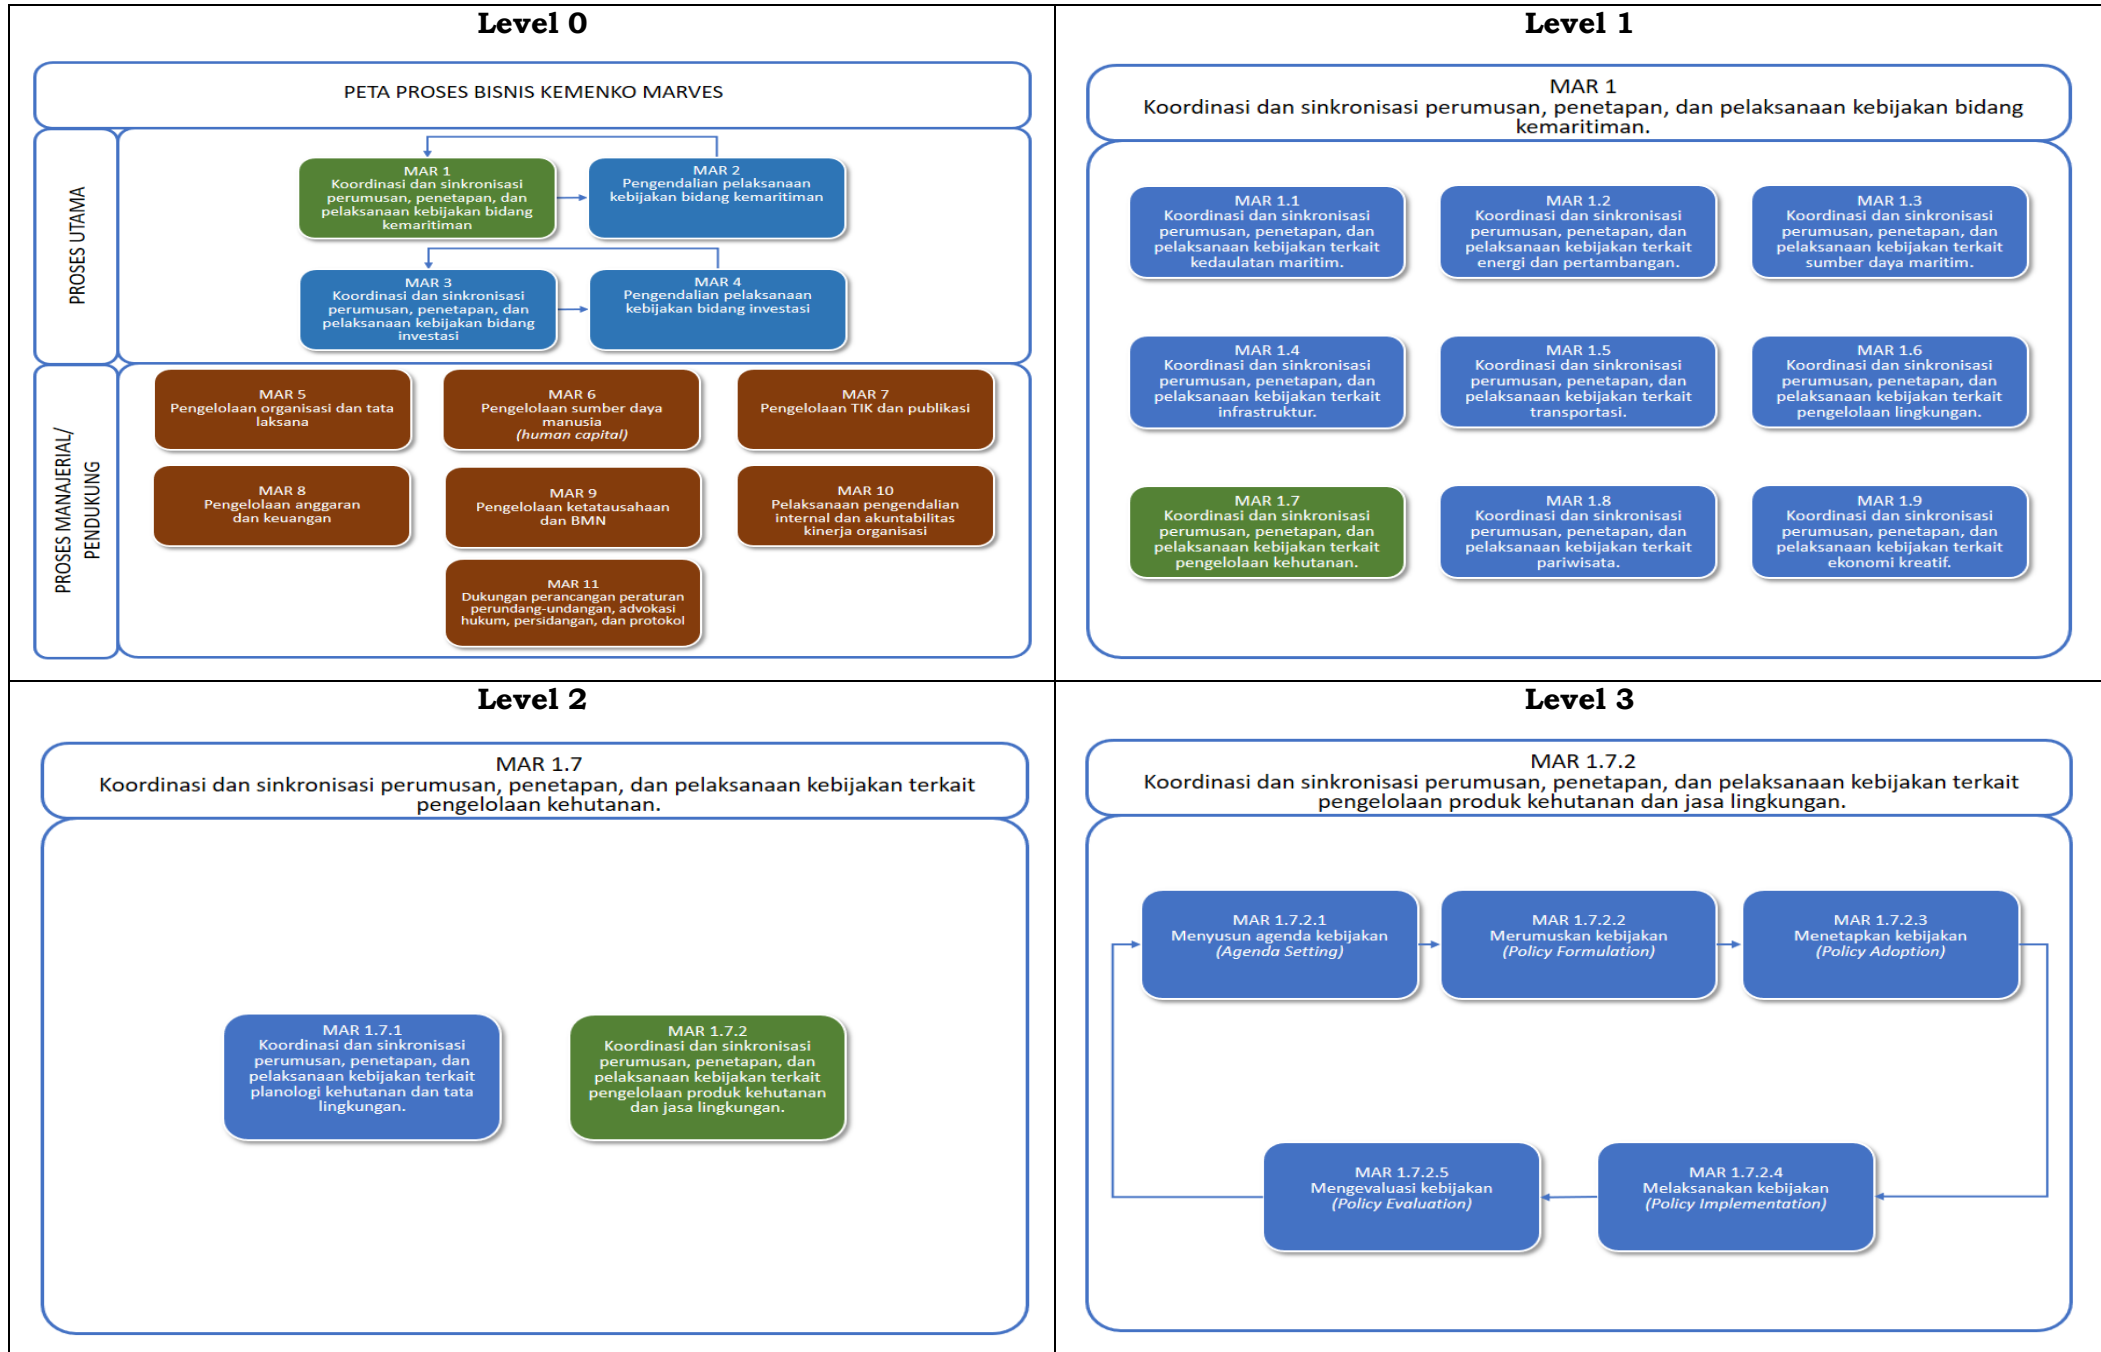 Level 0
PETA PROSES BISNIS KEMENKO MARVES
PROSES UTAMA
MAR 1
Koordinasi dan sinkronisasi
perumusan, penetapan, dan
pelaksanaan kebijakan bidang
kemaritiman
MAR 2
Pengendalian pelaksanaan
kebijakan bidang kemaritiman
MAR 3
Koordinasi dan sinkronisasi
perumusan, penetapan, dan
pelaksanaan kebijakan bidang
investasi
MAR 4
Pengendalian pelaksanaan
kebijakan bidang investasi
PROSES MANAJERIAL/
PENDUKUNG
MAR 5
Pengelolaan organisasi dan tata
laksana
MAR 6
Pengelolaan sumber daya
manusia
(human capital)
MAR 7
Pengelolaan TIK dan publikasi
MAR 8
Pengelolaan anggaran
dan keuangan
MAR 9
Pengelolaan ketatausahaan
dan BMN
MAR 10
Pelaksanaan pengendalian
internal dan akuntabilitas
kinerja organisasi
MAR 11
Dukungan perancangan peraturan
perundang-undangan, advokasi
hukum, persidangan, dan protokol
Level 1
MAR 1
Koordinasi dan sinkronisasi perumusan, penetapan, dan pelaksanaan kebijakan bidang
kemaritiman.
MAR 1.1
Koordinasi dan sinkronisasi
perumusan, penetapan, dan
pelaksanaan kebijakan terkait
kedaulatan maritim.
MAR 1.2
Koordinasi dan sinkronisasi
perumusan, penetapan, dan
pelaksanaan kebijakan terkait
energi dan pertambangan.
MAR 1.3
Koordinasi dan sinkronisasi
perumusan, penetapan, dan
pelaksanaan kebijakan terkait
sumber daya maritim.
MAR 1.4
Koordinasi dan sinkronisasi
perumusan, penetapan, dan
pelaksanaan kebijakan terkait
infrastruktur.
MAR 1.5
Koordinasi dan sinkronisasi
perumusan, penetapan, dan
pelaksanaan kebijakan terkait
transportasi.
MAR 1.6
Koordinasi dan sinkronisasi
perumusan, penetapan, dan
pelaksanaan kebijakan terkait
pengelolaan lingkungan.
MAR 1.7
Koordinasi dan sinkronisasi
perumusan, penetapan, dan
pelaksanaan kebijakan terkait
pengelolaan kehutanan.
MAR 1.8
Koordinasi dan sinkronisasi
perumusan, penetapan, dan
pelaksanaan kebijakan terkait
pariwisata.
MAR 1.9
Koordinasi dan sinkronisasi
perumusan, penetapan, dan
pelaksanaan kebijakan terkait
ekonomi kreatif.
Level 2
MAR 1.7
Koordinasi dan sinkronisasi perumusan, penetapan, dan pelaksanaan kebijakan terkait
pengelolaan kehutanan.
MAR 1.7.1
Koordinasi dan sinkronisasi
perumusan, penetapan, dan
pelaksanaan kebijakan terkait
planologi kehutanan dan tata
lingkungan.
MAR 1.7.2
Koordinasi dan sinkronisasi
perumusan, penetapan, dan
pelaksanaan kebijakan terkait
pengelolaan produk kehutanan
dan jasa lingkungan.
Level 3
MAR 1.7.2
Koordinasi dan sinkronisasi perumusan, penetapan, dan pelaksanaan kebijakan terkait
pengelolaan produk kehutanan dan jasa lingkungan.
MAR 1.7.2.1
Menyusun agenda kebijakan
(Agenda Setting)
MAR 1.7.2.2
Merumuskan kebijakan
(Policy Formulation)
MAR 1.7.2.3
Menetapkan kebijakan
(Policy Adoption)
MAR 1.7.2.5
Mengevaluasi kebijakan
(Policy Evaluation)
MAR 1.7.2.4
Melaksanakan kebijakan
(Policy Implementation)